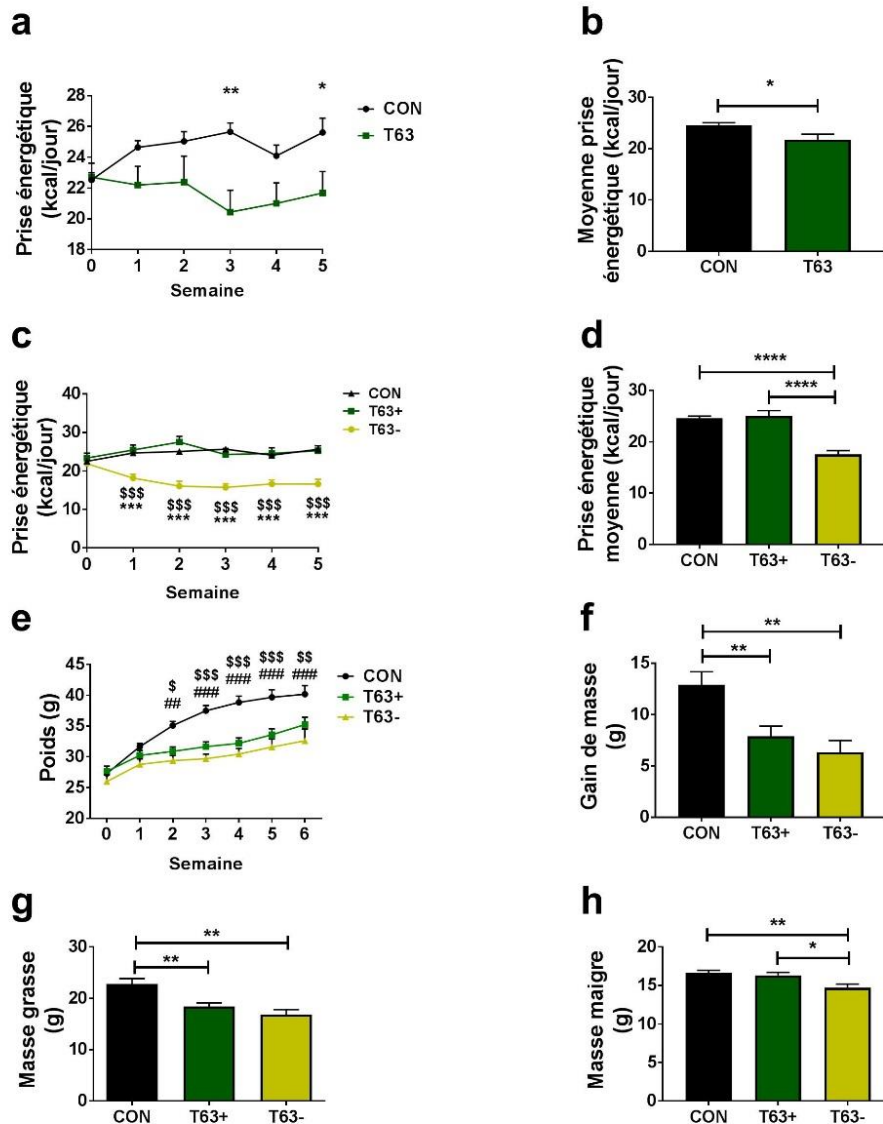 a
Prise énergétique
(kcal/jour)
28
26
24
22
20
18
** *
0 1 2 3 4 5
Semaine
CON
T63
b
Moyenne prise
énergétique (kcal/jour)
30
20
10
0
*
CON T63
c
Prise énergétique
(kcal/jour)
40
30
20
10
0
$$$ $$$ $$$ $$$ $$$
*** *** *** *** ***
0 1 2 3 4 5
Semaine
CON
T63+
T63-
d
Prise énergétique
moyenne (kcal/jour)
30
20
10
0
****
****
CON T63+ T63-
e
Poids (g)
45
40
35
30
25
20
$ $$$ $$$ $$$ $$
## ### ### ### ###
0 1 2 3 4 5 6
Semaine
CON
T63+
T63-
f
Gain de masse
(g)
15
10
5
0
**
**
CON T63+ T63-
g
Masse grasse
(g)
30
20
10
0
**
**
CON T63+ T63-
h
Masse maigre
(g)
20
15
10
5
0
**
*
CON T63+ T63-